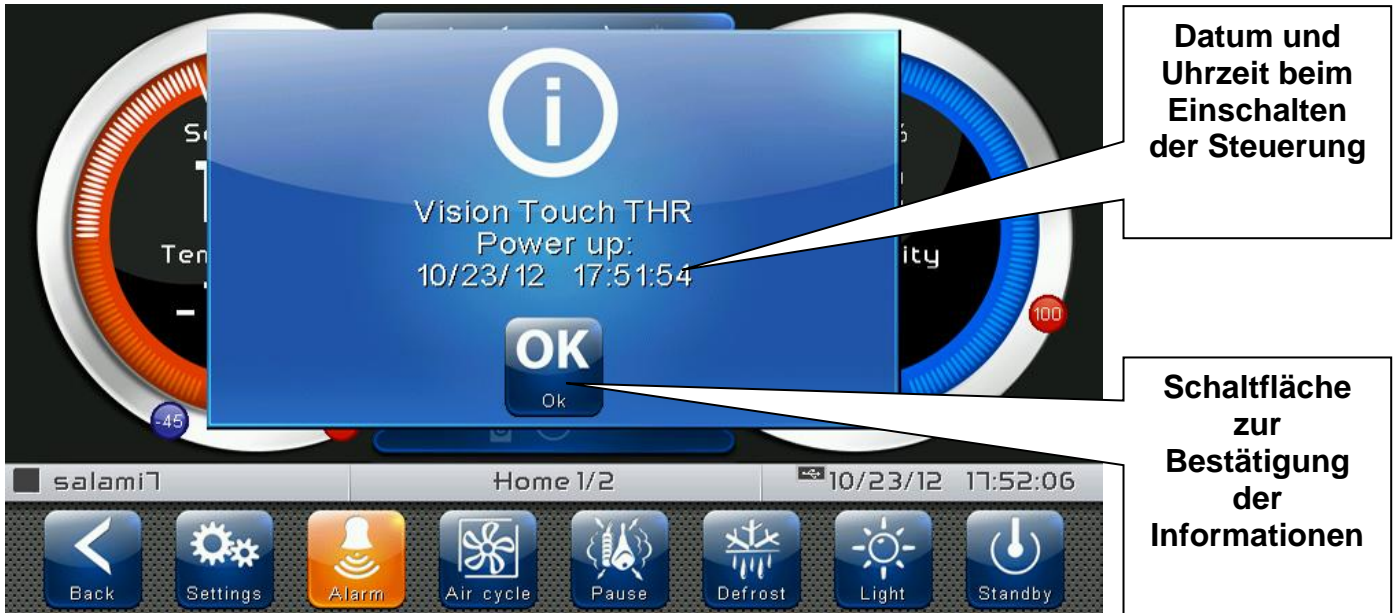 Vision Touch THR
Power up:
10/23/12 17:51:54
OK
Ok
Ten
ity
-45
100
salami7
Home 1/2
10/23/12 17:52:06
Back
Settings
Alarm
Air cycle
Pause
Defrost
Light
Standby
Datum und
Uhrzeit beim
Einschalten
der Steuerung
Schaltfläche
zur
Bestätigung
der
Informationen